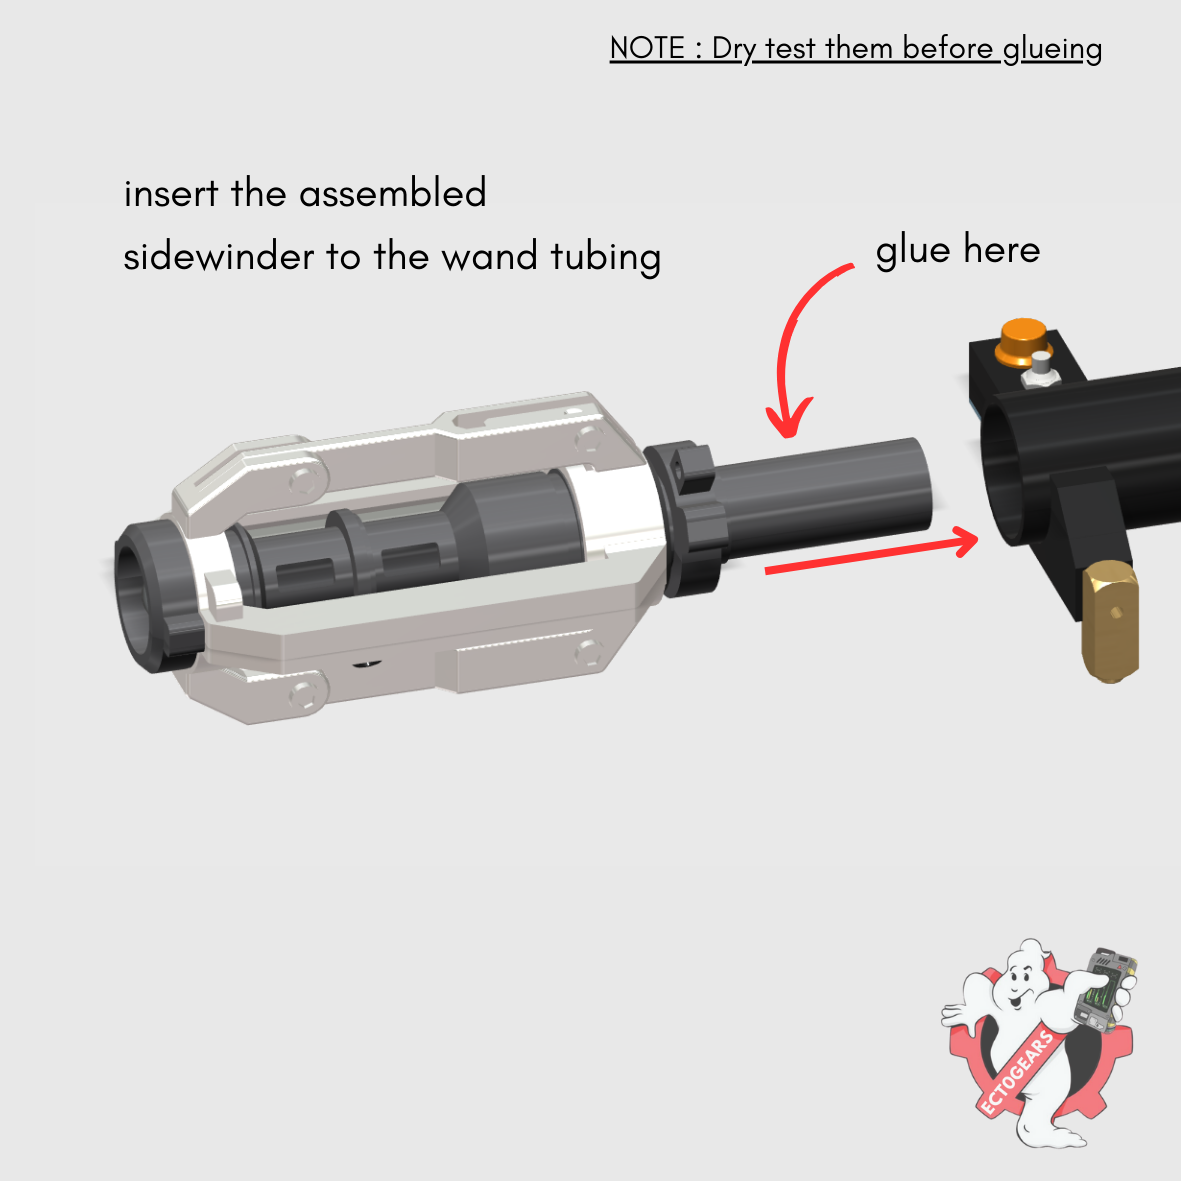 NOTE : Dry test them before glueing
insert the assembled
sidewinder to the wand tubing
glue here
ECTOGEARS